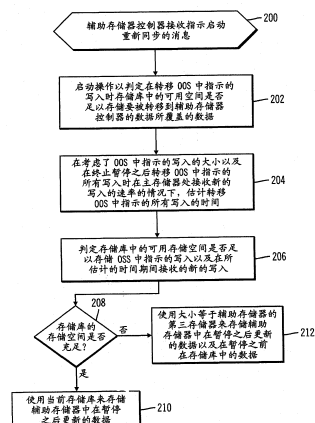 辅助存储器控制器接收指示启动
重新同步的消息
200
启动操作以判定在转移 OOS 中指示的
写入时存储库中的可用空间是否
足以存储要被转移到辅助存储器
控制器的数据所覆盖的数据
202
在考虑了 OOS 中指示的写入的大小以及
在终止暂停之后转移 OOS 中指示的
所有写入时在主存储器处接收新的
写入的速率的情况下，估计转移
OOS 中指示的所有写入的时间
204
判定存储库中的可用存储空间是否足
以存储 OSS 中指示的写入以及在所
估计的时间期间接收的新的写入
206
208
存储库的
存储空间是否
充足？
否
使用大小等于辅助存储器的
第三存储器来存储辅助
存储器中在暂停之后更新
的数据以及在暂停之前
在存储库中的数据
212
是
使用当前存储库来存储
辅助存储器中在暂停
之后更新的数据
210